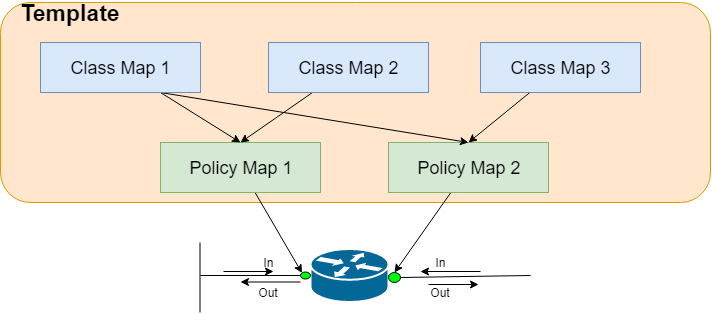 Template
Class Map 1
Class Map 2
Class Map 3
Policy Map 1
Policy Map 2
In
In
Out
Out